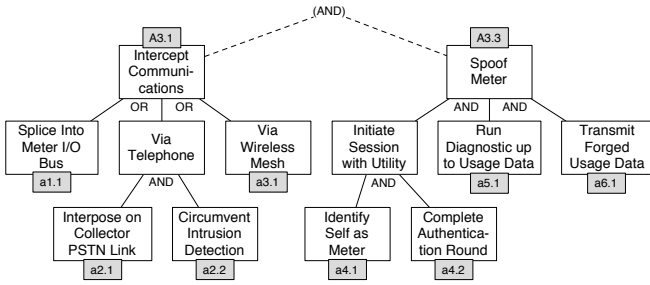 (AND)
A3.1
Intercept
Communi-
cations
A3.3
Spoof
Meter
OR OR
AND AND
Splice Into
Meter I/O
Bus
a1.1
Via
Telephone
Via
Wireless
Mesh
a3.1
Initiate
Session
with Utility
Run
Diagnostic up
to Usage Data
a5.1
Transmit
Forged
Usage Data
a6.1
AND
AND
Interpose on
Collector
PSTN Link
a2.1
Circumvent
Intrusion
Detection
a2.2
Identify
Self as
Meter
a4.1
Complete
Authentica-
tion Round
a4.2